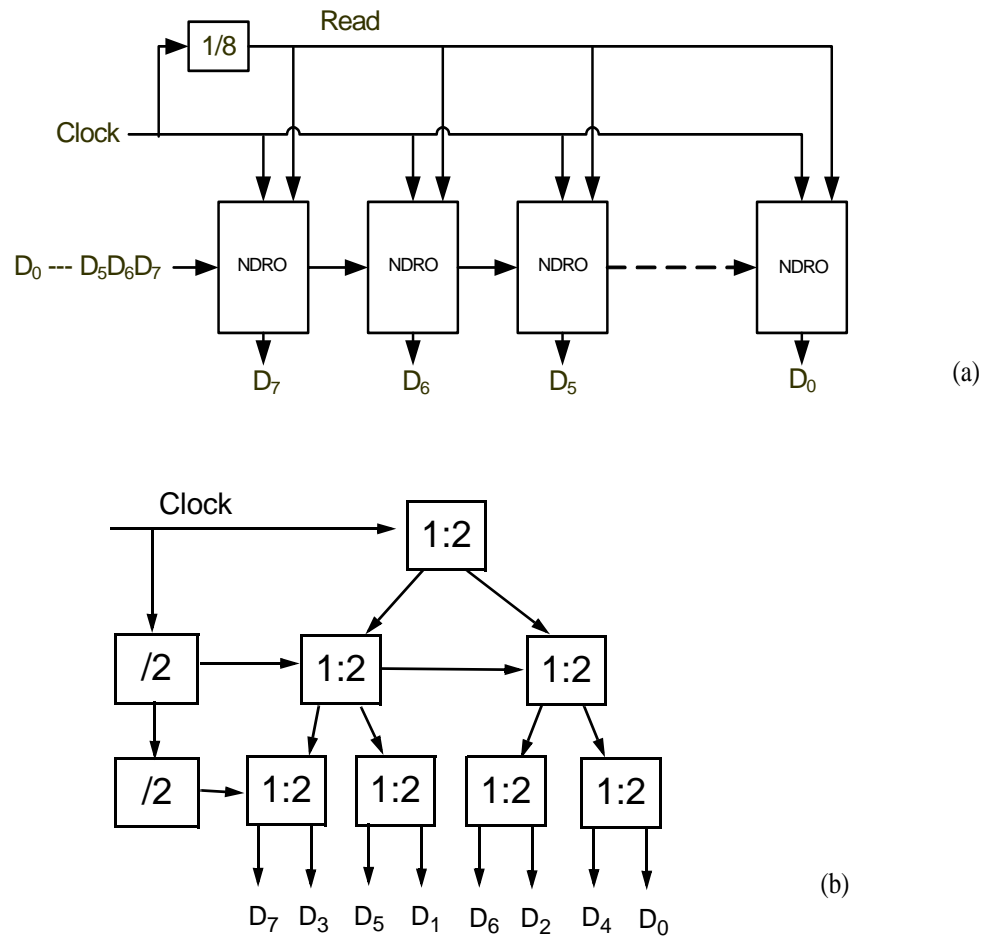 Read
1/8
Clock
D₀ --- D₅D₆D₇
NDRO NDRO NDRO NDRO
D₇ D₆ D₅ D₀
(a)
Clock
1:2
/2 1:2 1:2
/2 1:2 1:2 1:2 1:2
D₇ D₃ D₅ D₁ D₆ D₂ D₄ D₀
(b)